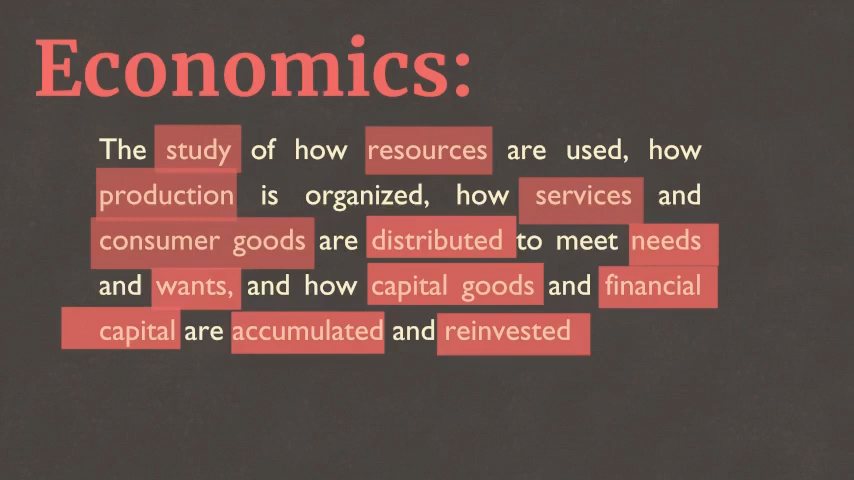 Economics:
The study of how resources are used, how
production is organized, how services and
consumer goods are distributed to meet needs
and wants, and how capital goods and financial
capital are accumulated and reinvested